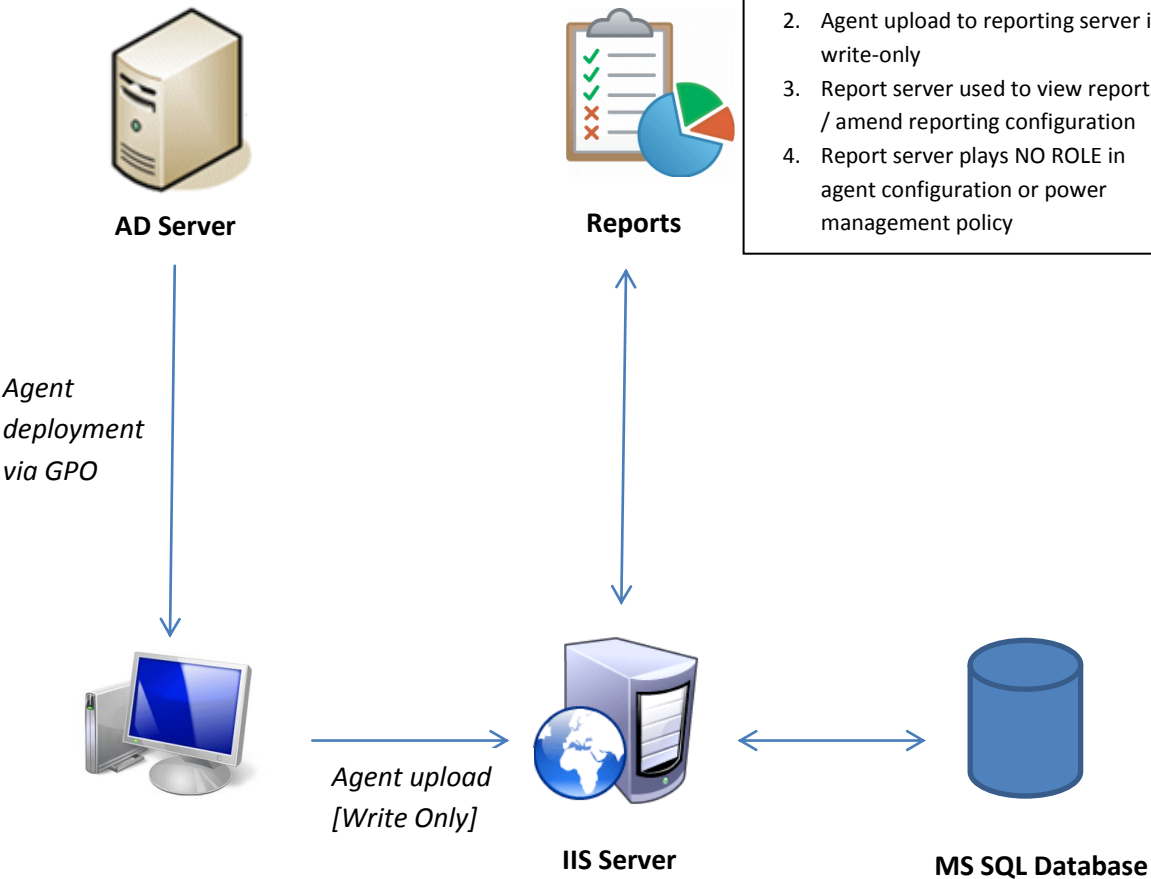 2. Agent upload to reporting server i
write-only
3. Report server used to view report
/ amend reporting configuration
4. Report server plays NO ROLE in
agent configuration or power
management policy
AD Server
Reports
Agent
deployment
via GPO
Agent upload
[Write Only]
IIS Server
MS SQL Database